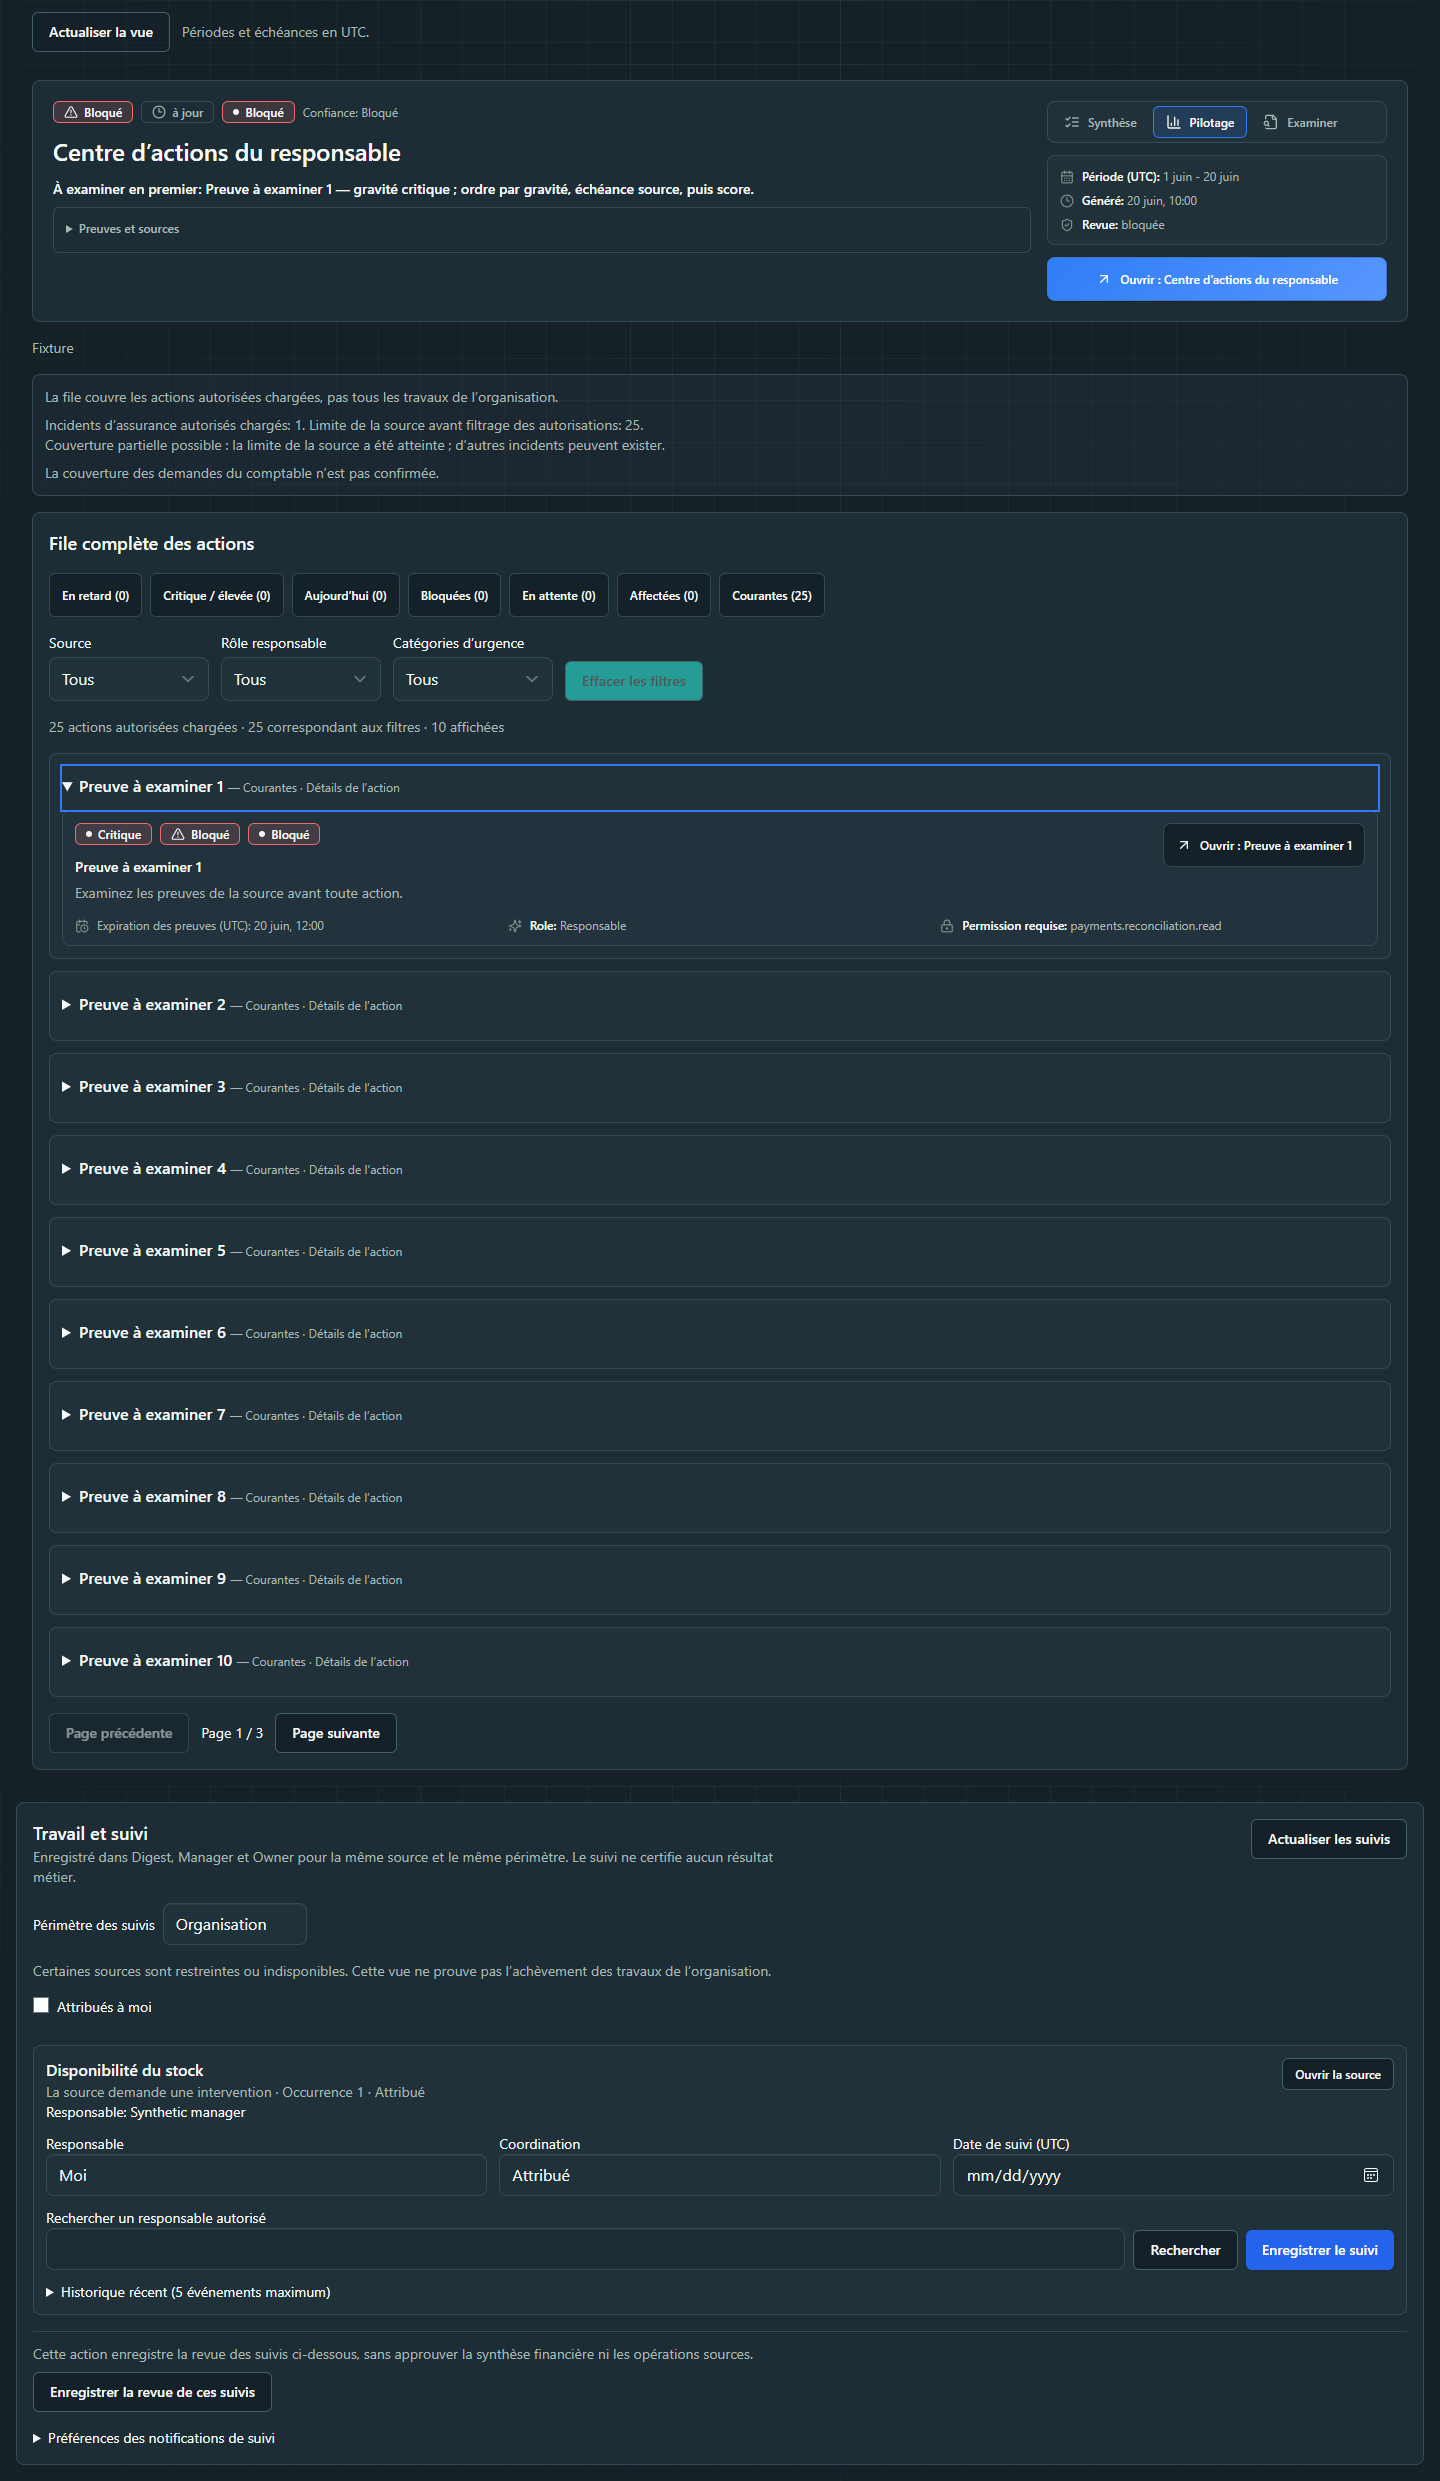 Actualiser la vue
Périodes et échéances en UTC.
Bloqué
à jour
Bloqué
Confiance: Bloqué
Centre d’actions du responsable
À examiner en premier: Preuve à examiner 1 — gravité critique ; ordre par gravité, échéance source, puis score.
Preuves et sources
Synthèse
Pilotage
Examiner
Période (UTC): 1 juin - 20 juin
Généré: 20 juin, 10:00
Revue: bloquée
Ouvrir : Centre d’actions du responsable
Fixture
La file couvre les actions autorisées chargées, pas tous les travaux de l’organisation.
Incidents d’assurance autorisés chargés: 1. Limite de la source avant filtrage des autorisations: 25.
Couverture partielle possible : la limite de la source a été atteinte ; d’autres incidents peuvent exister.
La couverture des demandes du comptable n’est pas confirmée.
File complète des actions
En retard (0)
Critique / élevée (0)
Aujourd’hui (0)
Bloquées (0)
En attente (0)
Affectées (0)
Courantes (25)
Source
Rôle responsable
Catégories d’urgence
Tous
Tous
Tous
Effacer les filtres
25 actions autorisées chargées · 25 correspondant aux filtres · 10 affichées
Preuve à examiner 1 — Courantes · Détails de l’action
Critique
Bloqué
Bloqué
Ouvrir : Preuve à examiner 1
Preuve à examiner 1
Examinez les preuves de la source avant toute action.
Expiration des preuves (UTC): 20 juin, 12:00
Role: Responsable
Permission requise: payments.reconciliation.read
Preuve à examiner 2 — Courantes · Détails de l’action
Preuve à examiner 3 — Courantes · Détails de l’action
Preuve à examiner 4 — Courantes · Détails de l’action
Preuve à examiner 5 — Courantes · Détails de l’action
Preuve à examiner 6 — Courantes · Détails de l’action
Preuve à examiner 7 — Courantes · Détails de l’action
Preuve à examiner 8 — Courantes · Détails de l’action
Preuve à examiner 9 — Courantes · Détails de l’action
Preuve à examiner 10 — Courantes · Détails de l’action
Page précédente
Page 1 / 3
Page suivante
Travail et suivi
Enregistré dans Digest, Manager et Owner pour la même source et le même périmètre. Le suivi ne certifie aucun résultat
métier.
Actualiser les suivis
Périmètre des suivis
Organisation
Certaines sources sont restreintes ou indisponibles. Cette vue ne prouve pas l’achèvement des travaux de l’organisation.
Attribués à moi
Disponibilité du stock
La source demande une intervention · Occurrence 1 · Attribué
Responsable: Synthetic manager
Ouvrir la source
Responsable
Coordination
Date de suivi (UTC)
Moi
Attribué
mm/dd/yyyy
Rechercher un responsable autorisé
Rechercher
Enregistrer le suivi
Historique récent (5 événements maximum)
Cette action enregistre la revue des suivis ci-dessous, sans approuver la synthèse financière ni les opérations sources.
Enregistrer la revue de ces suivis
Préférences des notifications de suivi